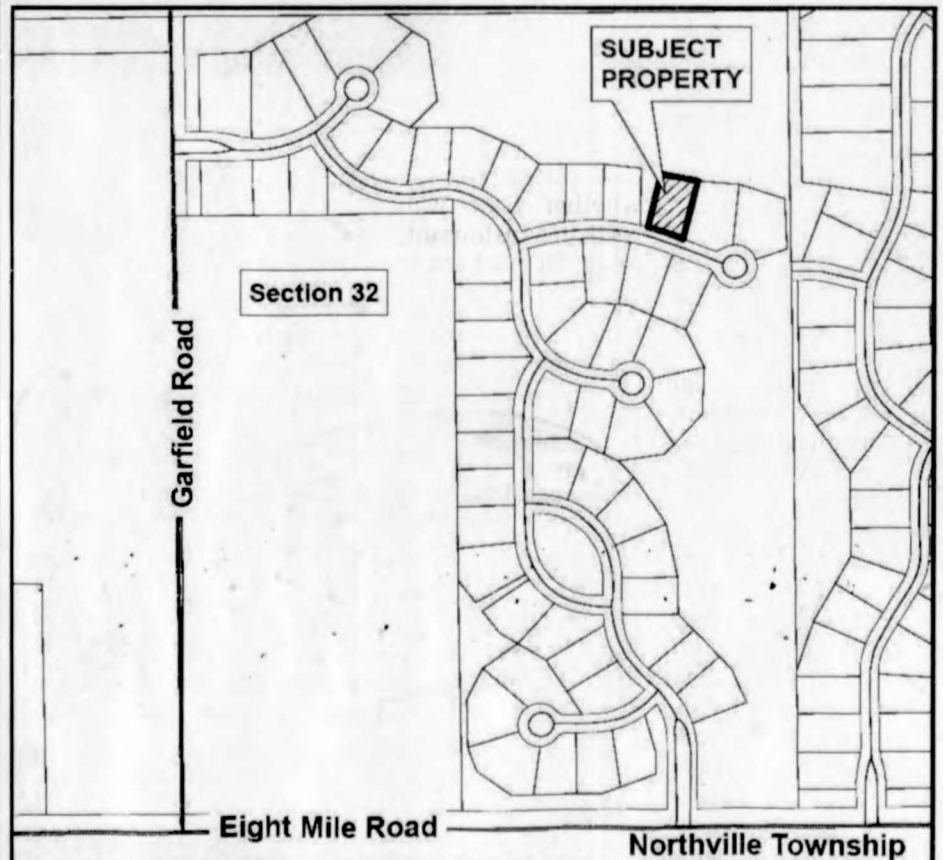 SUBJECT
PROPERTY
Section 32
Garfield Road
Eight Mile Road
Northville Township